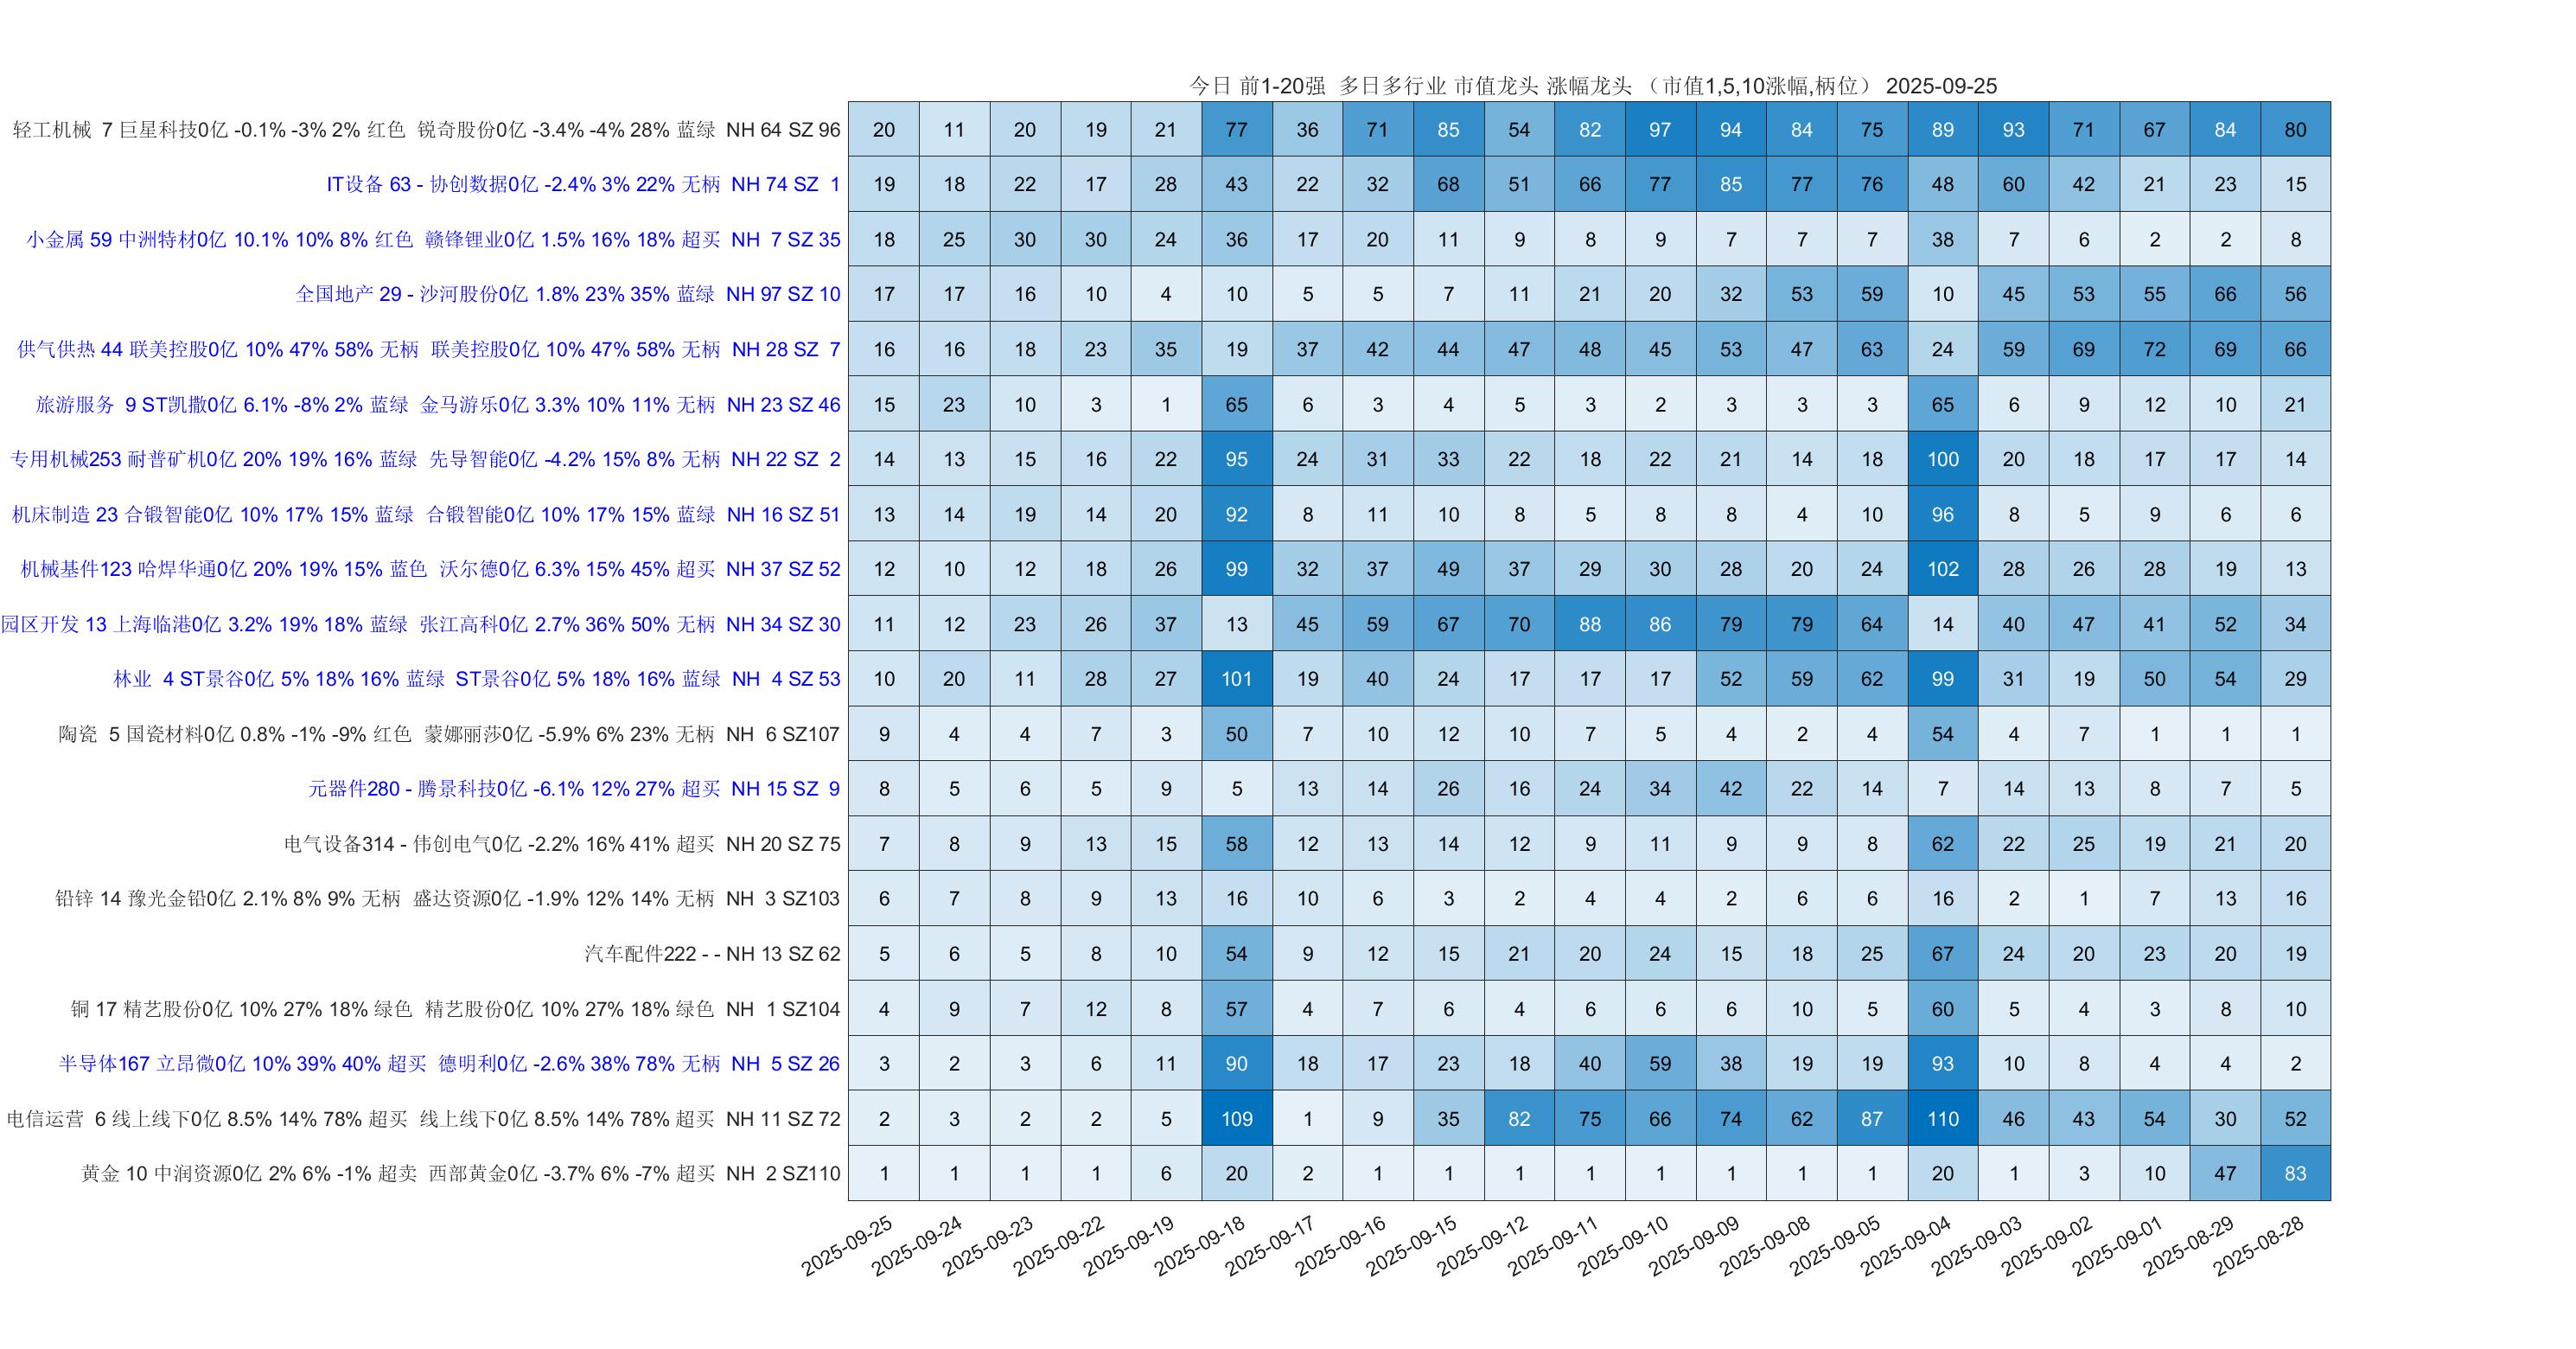 今日 前1-20强 多日多行业 市值龙头 涨幅龙头 （市值1,5,10涨幅,柄位） 2025-09-25
轻工机械 7 巨星科技0亿 -0.1% -3% 2% 红色 锐奇股份0亿 -3.4% -4% 28% 蓝绿 NH 64 SZ 96 20 11 20 19 21 77 36 71 85 54 82 97 94 84 75 89 93 71 67 84 80
IT设备 63 - 协创数据0亿 -2.4% 3% 22% 无柄 NH 74 SZ 1 19 18 22 17 28 43 22 32 68 51 66 77 85 77 76 48 60 42 21 23 15
小金属 59 中洲特材0亿 10.1% 10% 8% 红色 赣锋锂业0亿 1.5% 16% 18% 超买 NH 7 SZ 35 18 25 30 30 24 36 17 20 11 9 8 9 7 7 7 38 7 6 2 2 8
全国地产 29 - 沙河股份0亿 1.8% 23% 35% 蓝绿 NH 97 SZ 10 17 17 16 10 4 10 5 5 7 11 21 20 32 53 59 10 45 53 55 66 56
供气供热 44 联美控股0亿 10% 47% 58% 无柄 联美控股0亿 10% 47% 58% 无柄 NH 28 SZ 7 16 16 18 23 35 19 37 42 44 47 48 45 53 47 63 24 59 69 72 69 66
旅游服务 9 ST凯撒0亿 6.1% -8% 2% 蓝绿 金马游乐0亿 3.3% 10% 11% 无柄 NH 23 SZ 46 15 23 10 3 1 65 6 3 4 5 3 2 3 3 3 65 6 9 12 10 21
专用机械253 耐普矿机0亿 20% 19% 16% 蓝绿 先导智能0亿 -4.2% 15% 8% 无柄 NH 22 SZ 2 14 13 15 16 22 95 24 31 33 22 18 22 21 14 18 100 20 18 17 17 14
机床制造 23 合锻智能0亿 10% 17% 15% 蓝绿 合锻智能0亿 10% 17% 15% 蓝绿 NH 16 SZ 51 13 14 19 14 20 92 8 11 10 8 5 8 8 4 10 96 8 5 9 6 6
机械基件123 哈焊华通0亿 20% 19% 15% 蓝色 沃尔德0亿 6.3% 15% 45% 超买 NH 37 SZ 52 12 10 12 18 26 99 32 37 49 37 29 30 28 20 24 102 28 26 28 19 13
园区开发 13 上海临港0亿 3.2% 19% 18% 蓝绿 张江高科0亿 2.7% 36% 50% 无柄 NH 34 SZ 30 11 12 23 26 37 13 45 59 67 70 88 86 79 79 64 14 40 47 41 52 34
林业 4 ST景谷0亿 5% 18% 16% 蓝绿 ST景谷0亿 5% 18% 16% 蓝绿 NH 4 SZ 53 10 20 11 28 27 101 19 40 24 17 17 17 52 59 62 99 31 19 50 54 29
陶瓷 5 国瓷材料0亿 0.8% -1% -9% 红色 蒙娜丽莎0亿 -5.9% 6% 23% 无柄 NH 6 SZ107 9 4 4 7 3 50 7 10 12 10 7 5 4 2 4 54 4 7 1 1 1
元器件280 - 腾景科技0亿 -6.1% 12% 27% 超买 NH 15 SZ 9 8 5 6 5 9 5 13 14 26 16 24 34 42 22 14 7 14 13 8 7 5
电气设备314 - 伟创电气0亿 -2.2% 16% 41% 超买 NH 20 SZ 75 7 8 9 13 15 58 12 13 14 12 9 11 9 9 8 62 22 25 19 21 20
铅锌 14 豫光金铅0亿 2.1% 8% 9% 无柄 盛达资源0亿 -1.9% 12% 14% 无柄 NH 3 SZ103 6 7 8 9 13 16 10 6 3 2 4 4 2 6 6 16 2 1 7 13 16
汽车配件222 - - NH 13 SZ 62 5 6 5 8 10 54 9 12 15 21 20 24 15 18 25 67 24 20 23 20 19
铜 17 精艺股份0亿 10% 27% 18% 绿色 精艺股份0亿 10% 27% 18% 绿色 NH 1 SZ104 4 9 7 12 8 57 4 7 6 4 6 6 6 10 5 60 5 4 3 8 10
半导体167 立昂微0亿 10% 39% 40% 超买 德明利0亿 -2.6% 38% 78% 无柄 NH 5 SZ 26 3 2 3 6 11 90 18 17 23 18 40 59 38 19 19 93 10 8 4 4 2
电信运营 6 线上线下0亿 8.5% 14% 78% 超买 线上线下0亿 8.5% 14% 78% 超买 NH 11 SZ 72 2 3 2 2 5 109 1 9 35 82 75 66 74 62 87 110 46 43 54 30 52
黄金 10 中润资源0亿 2% 6% -1% 超卖 西部黄金0亿 -3.7% 6% -7% 超买 NH 2 SZ110 1 1 1 1 6 20 2 1 1 1 1 1 1 1 1 20 1 3 10 47 83
2025-09-25 2025-09-24 2025-09-23 2025-09-22 2025-09-19 2025-09-18 2025-09-17 2025-09-16 2025-09-15 2025-09-12 2025-09-11 2025-09-10 2025-09-09 2025-09-08 2025-09-05 2025-09-04 2025-09-03 2025-09-02 2025-09-01 2025-08-29 2025-08-28